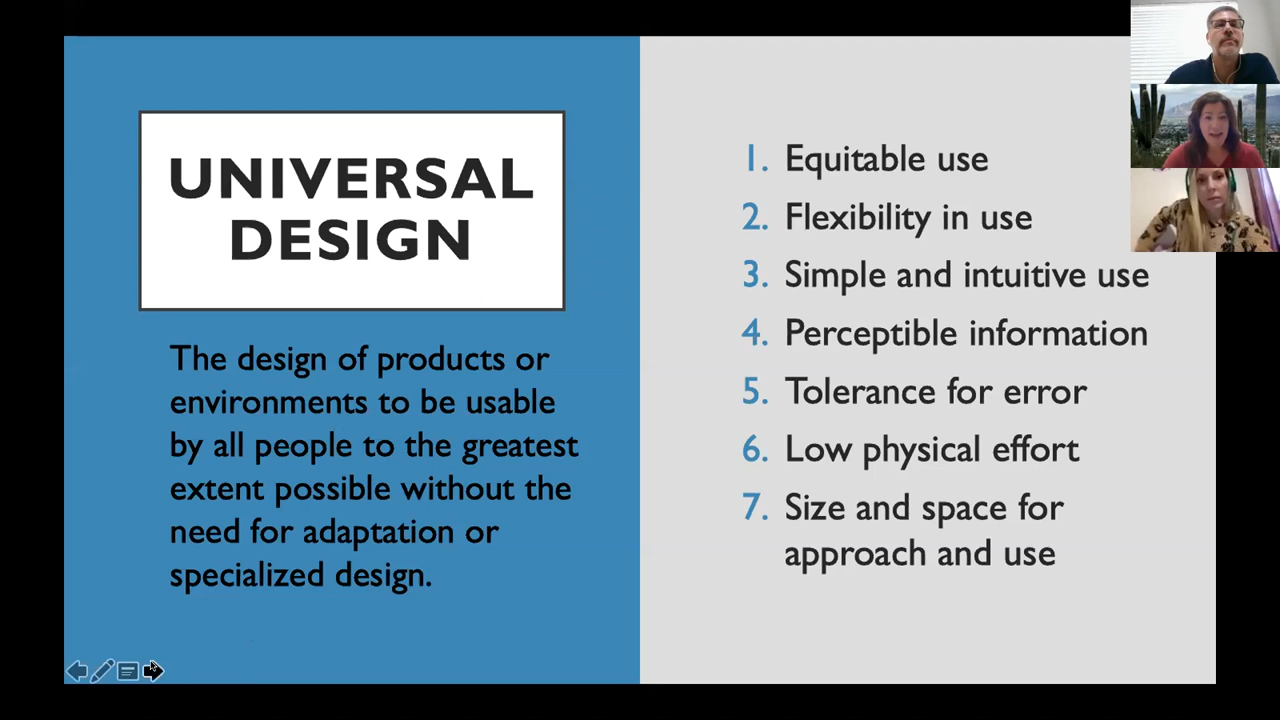 UNIVERSAL
DESIGN
The design of products or
environments to be usable
by all people to the greatest
extent possible without the
need for adaptation or
specialized design.
1. Equitable use
2. Flexibility in use
3. Simple and intuitive use
4. Perceptible information
5. Tolerance for error
6. Low physical effort
7. Size and space for
approach and use